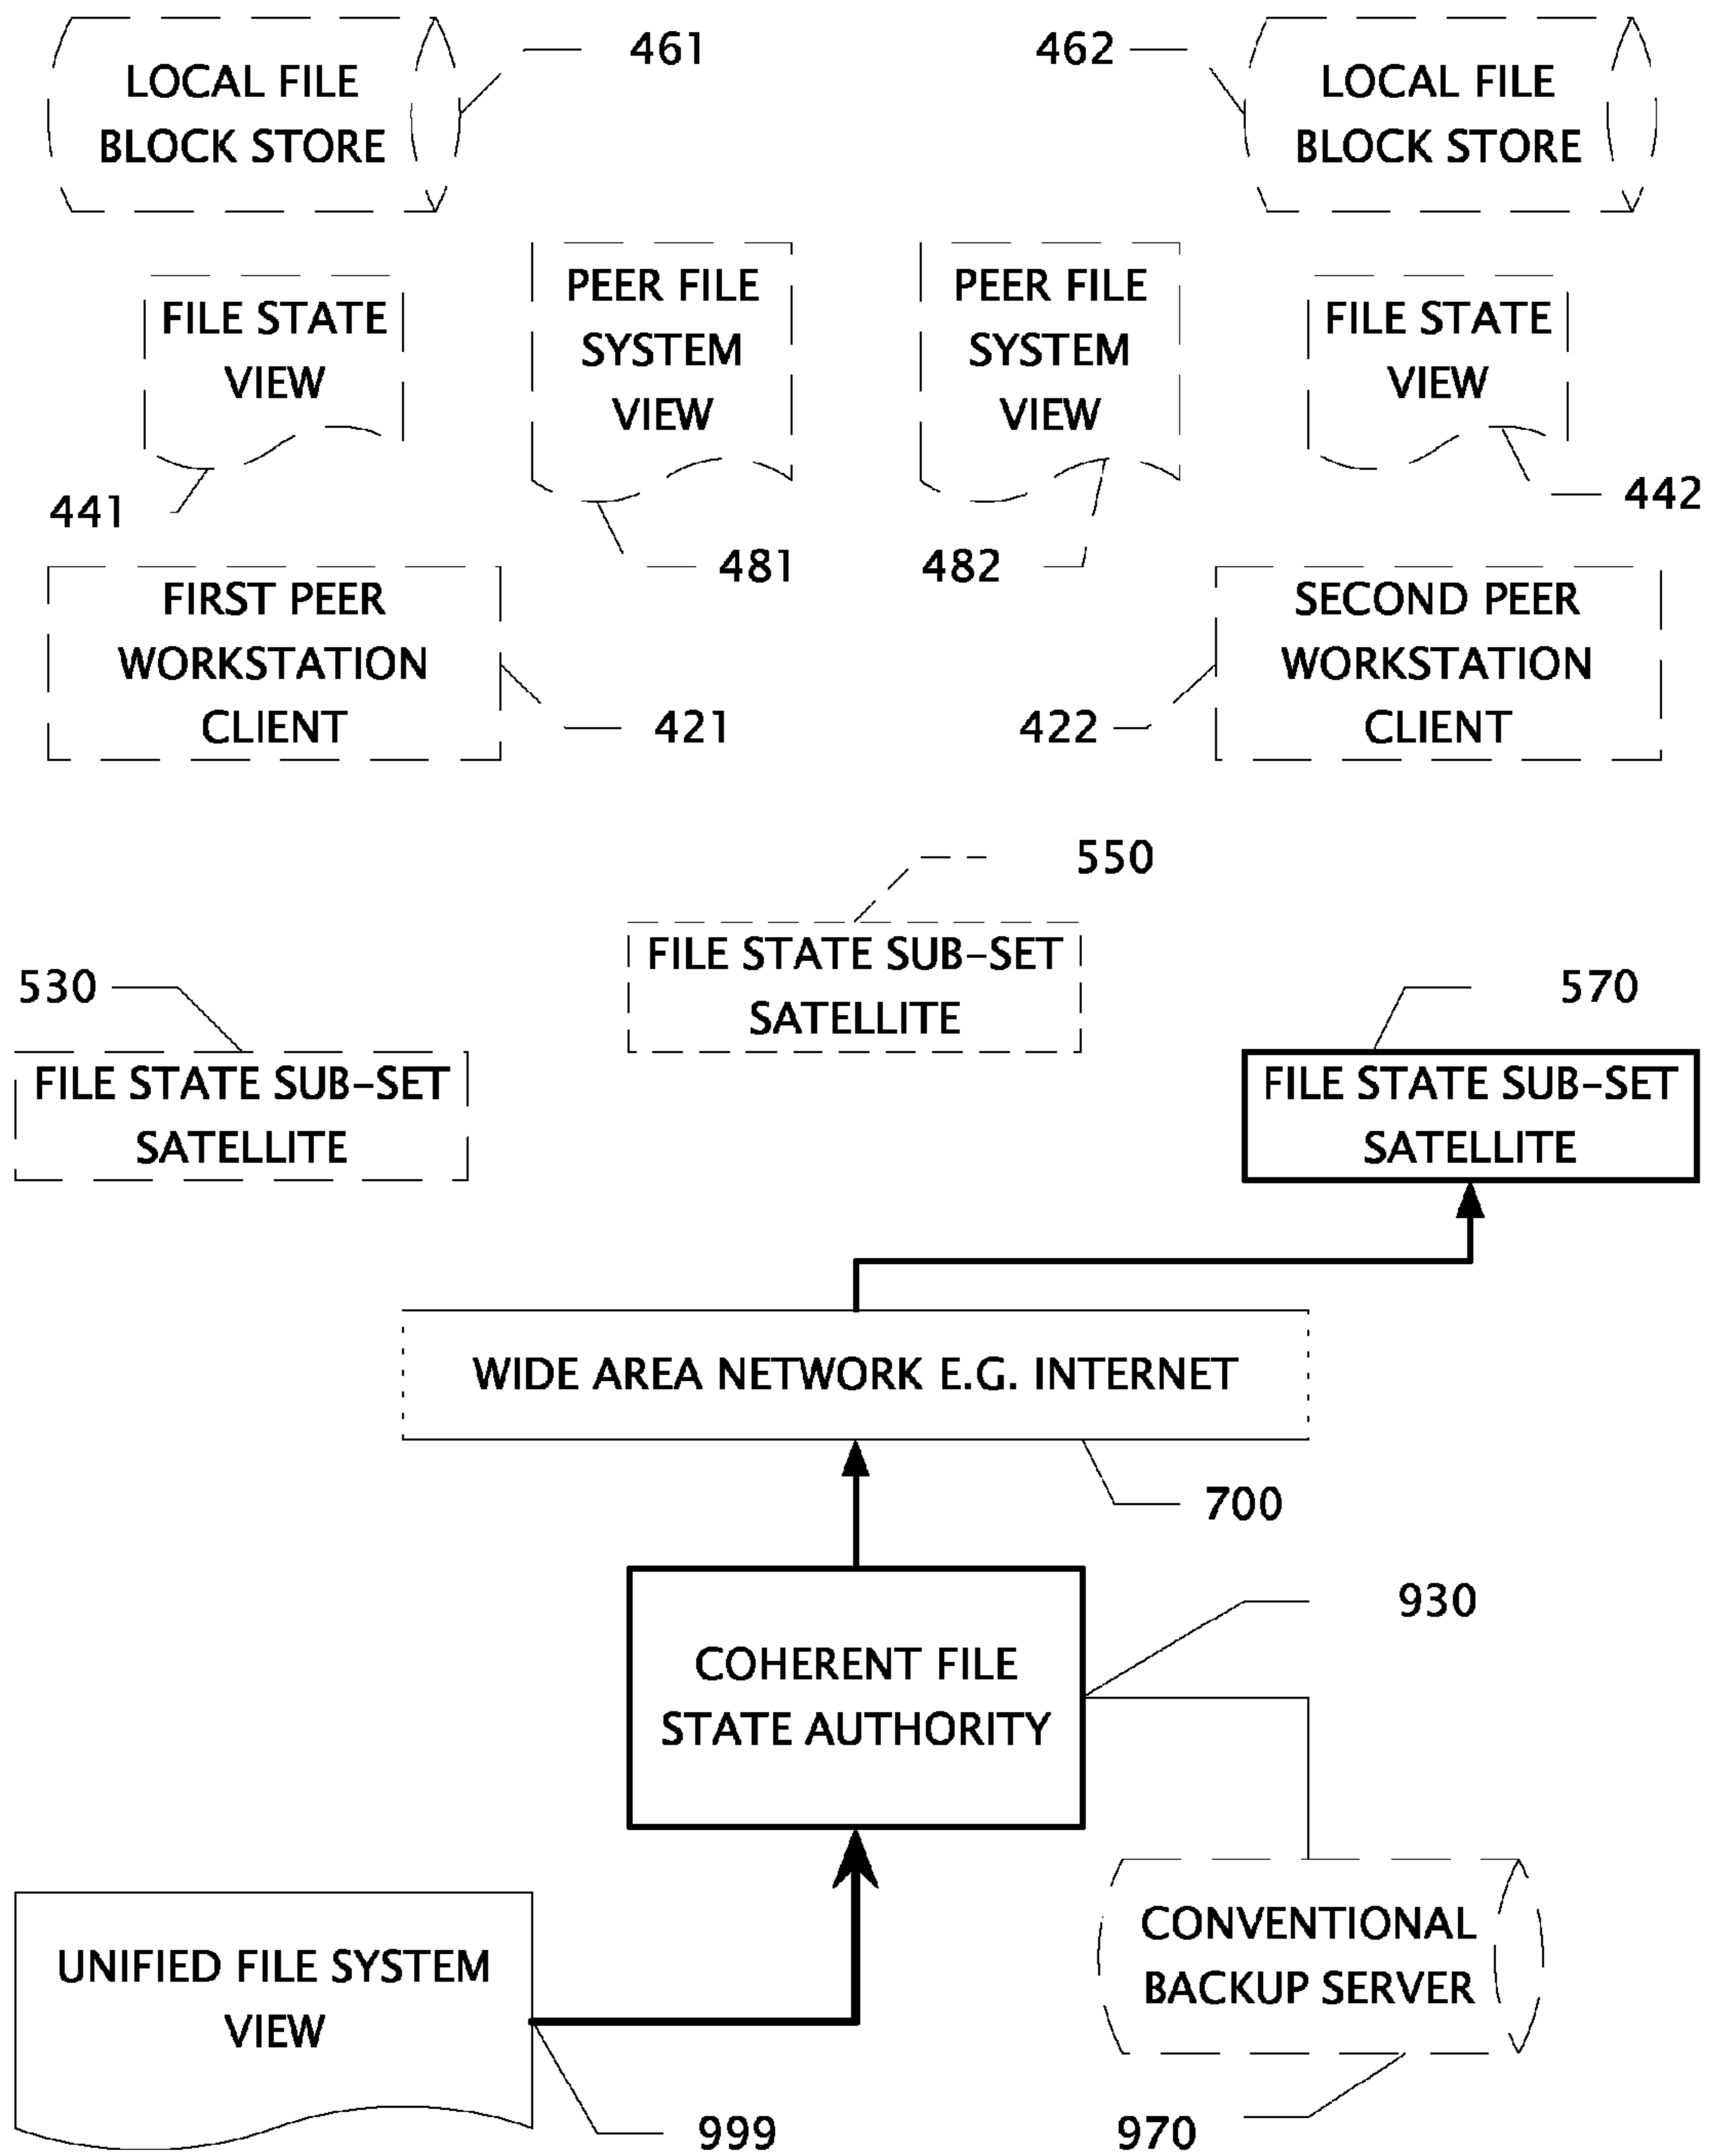 461
462
LOCAL FILE
BLOCK STORE
LOCAL FILE
BLOCK STORE
FILE STATE
VIEW
PEER FILE
SYSTEM
VIEW
PEER FILE
SYSTEM
VIEW
FILE STATE
VIEW
441
481
482
442
FIRST PEER
WORKSTATION
CLIENT
421
422
SECOND PEER
WORKSTATION
CLIENT
550
FILE STATE SUB-SET
SATELLITE
530
FILE STATE SUB-SET
SATELLITE
570
FILE STATE SUB-SET
SATELLITE
WIDE AREA NETWORK E.G. INTERNET
700
930
COHERENT FILE
STATE AUTHORITY
UNIFIED FILE SYSTEM
VIEW
CONVENTIONAL
BACKUP SERVER
999
970